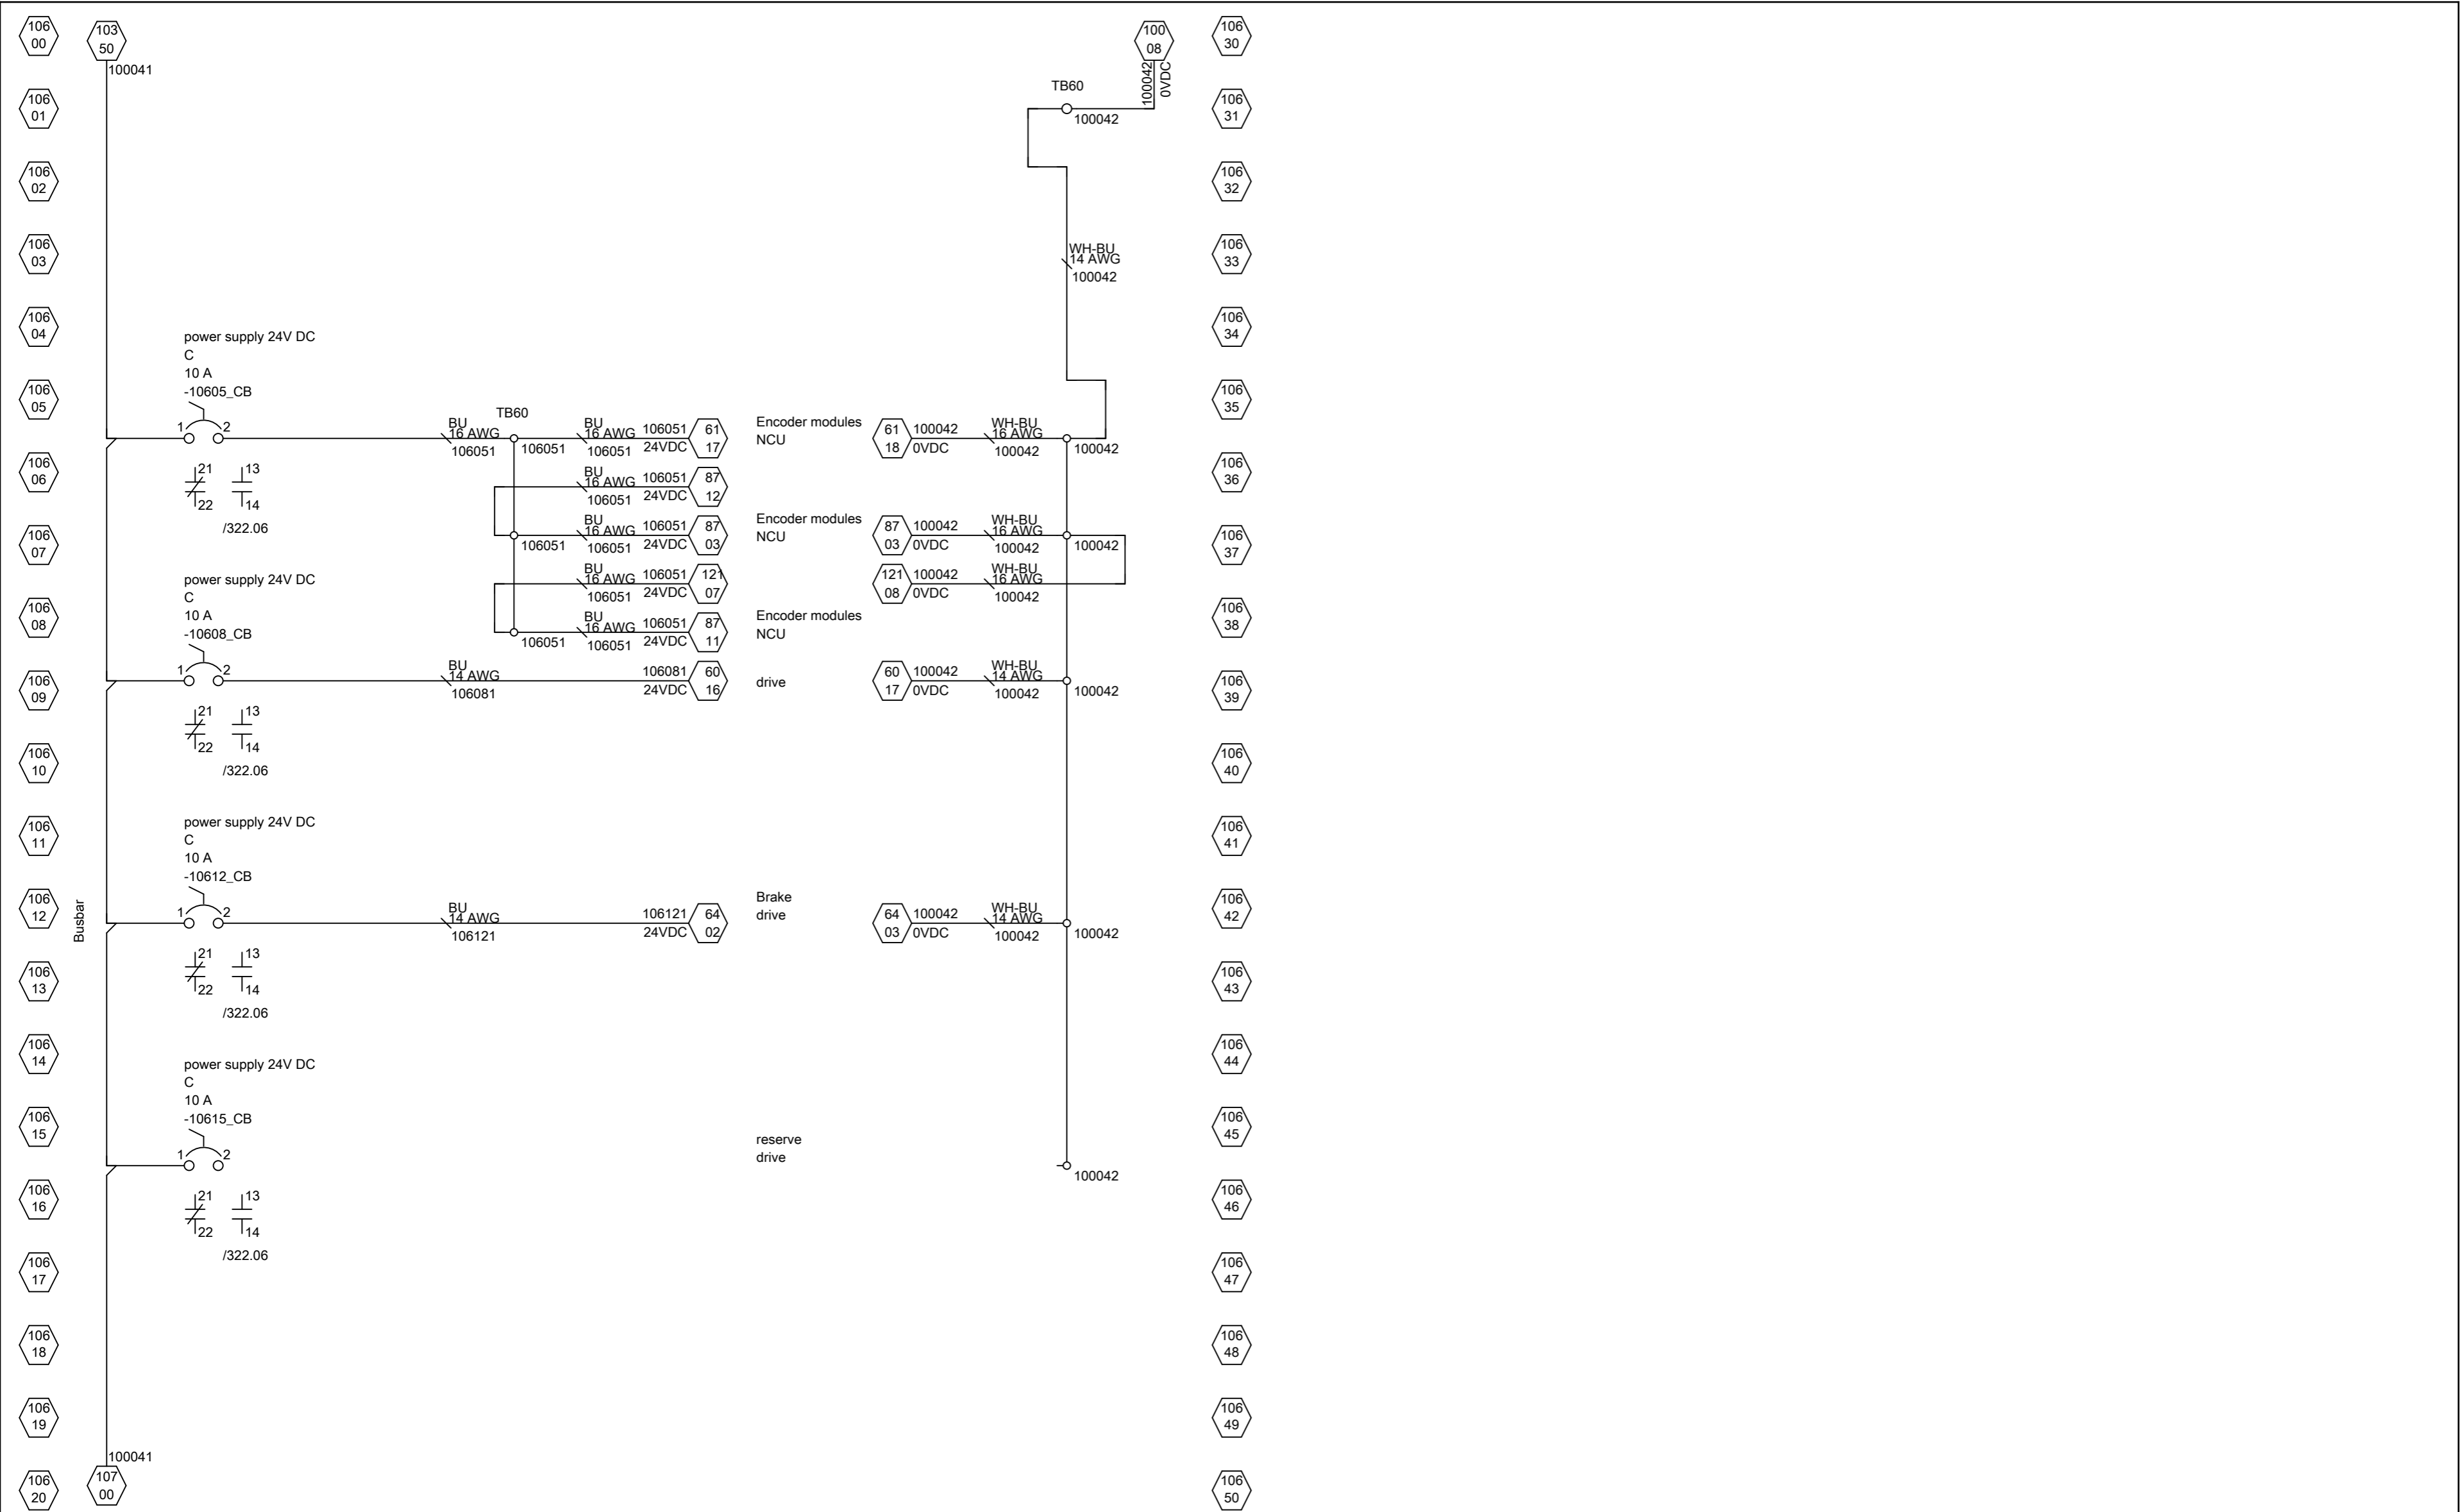 106
00
103
50
100041
100
08
100042
0VDC
106
30
TB60
100042
106
01
106
31
106
02
106
32
WH-BU
14 AWG
100042
106
03
106
33
106
04
106
34
power supply 24V DC
C
10 A
-10605_CB
1
2
106
05
106
35
BU
16 AWG
106051
TB60
106051
BU
16 AWG
106051
106051
24VDC
61
17
Encoder modules
NCU
61
18
100042
0VDC
WH-BU
16 AWG
100042
100042
106
06
21
22
13
14
/322.06
BU
16 AWG
106051
106051
24VDC
87
12
106
36
106
07
106051
BU
16 AWG
106051
106051
24VDC
87
03
Encoder modules
NCU
87
03
100042
0VDC
WH-BU
16 AWG
100042
100042
106
37
power supply 24V DC
C
10 A
-10608_CB
1
2
BU
16 AWG
106051
106051
24VDC
121
07
121
08
100042
0VDC
WH-BU
16 AWG
100042
106
08
106051
BU
16 AWG
106051
106051
24VDC
87
11
Encoder modules
NCU
106
38
106
09
BU
14 AWG
106081
106081
24VDC
60
16
drive
60
17
100042
0VDC
WH-BU
14 AWG
100042
100042
106
39
21
22
13
14
/322.06
106
10
106
40
106
11
power supply 24V DC
C
10 A
-10612_CB
1
2
106
41
106
12
Busbar
BU
14 AWG
106121
106121
24VDC
64
02
Brake
drive
64
03
100042
0VDC
WH-BU
14 AWG
100042
100042
106
42
106
13
21
22
13
14
/322.06
106
43
106
14
106
44
power supply 24V DC
C
10 A
-10615_CB
1
2
106
15
reserve
drive
100042
106
45
106
16
21
22
13
14
/322.06
106
46
106
17
106
47
106
18
106
48
106
19
106
49
100041
106
20
107
00
106
50